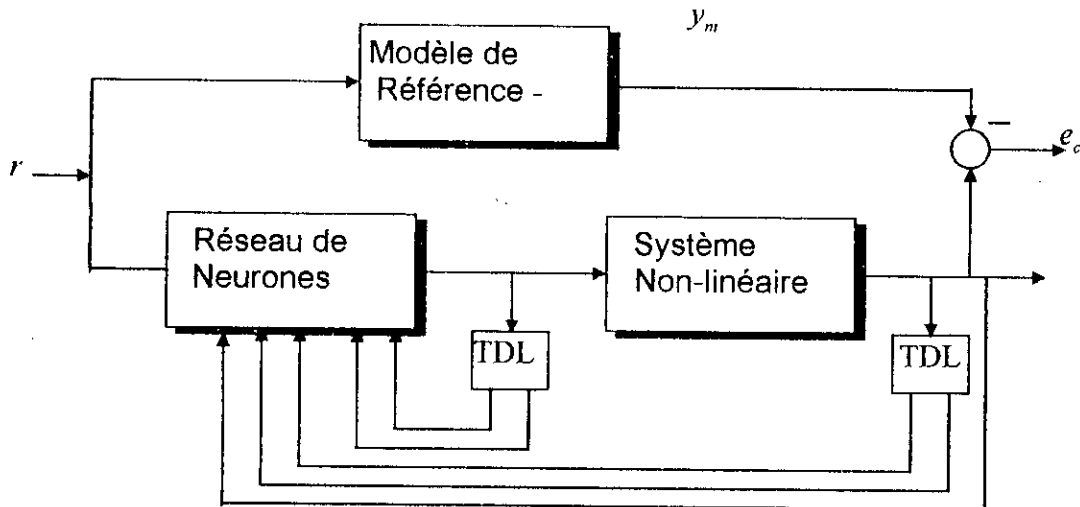 y_m
Modèle de
Référence -
r
−
e_c
Réseau de
Neurones
Système
Non-linéaire
TDL
TDL